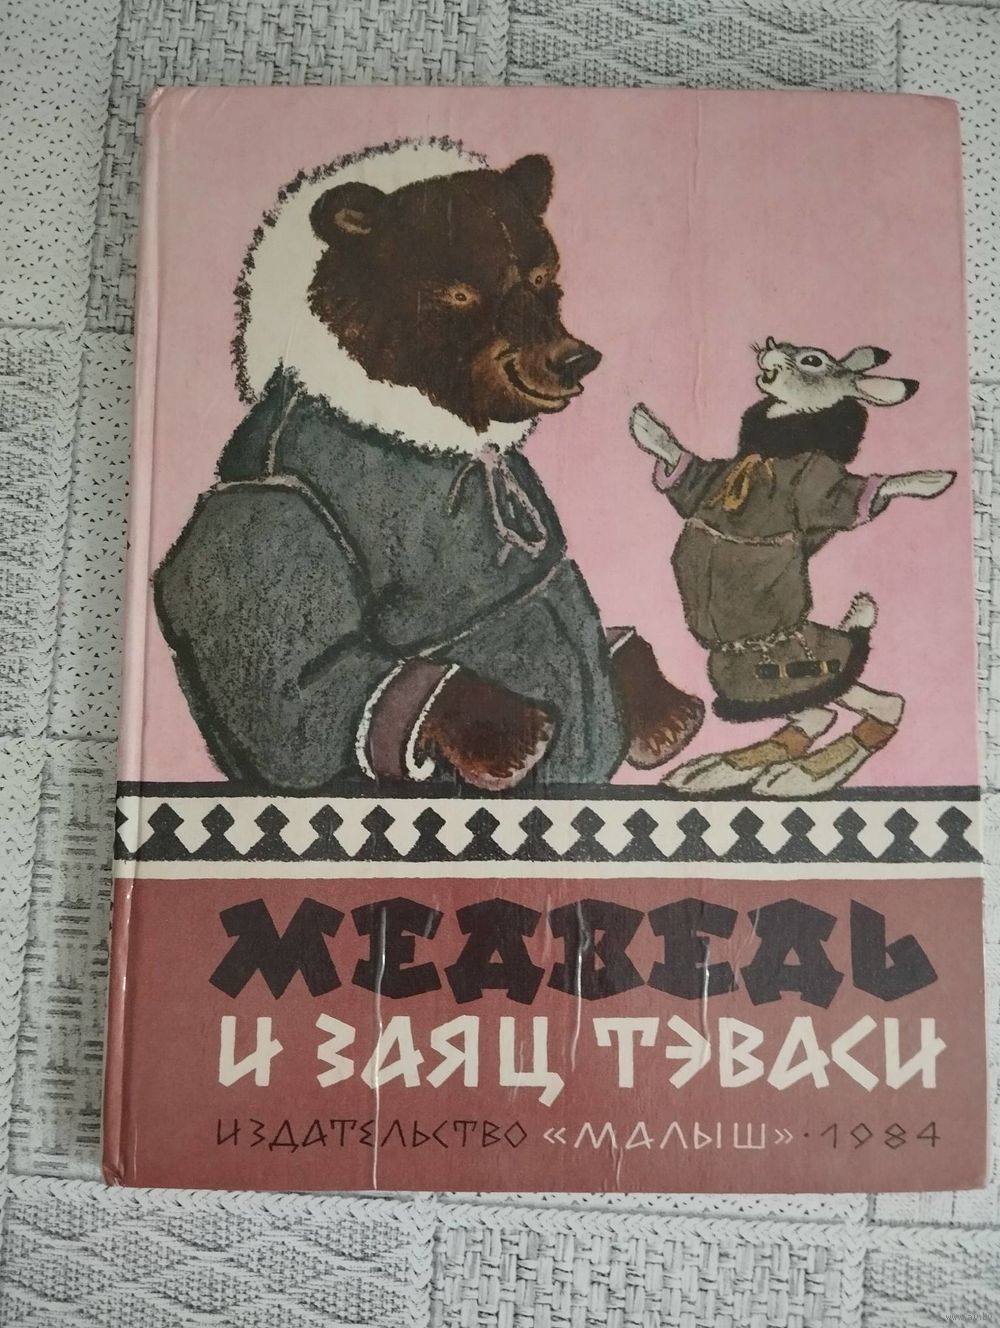 МЕДВЕДЬ
И ЗАЯЦ ТЭВАСИ
ИЗДАТЕЛЬСТВО «МАЛЫШ» · 1984